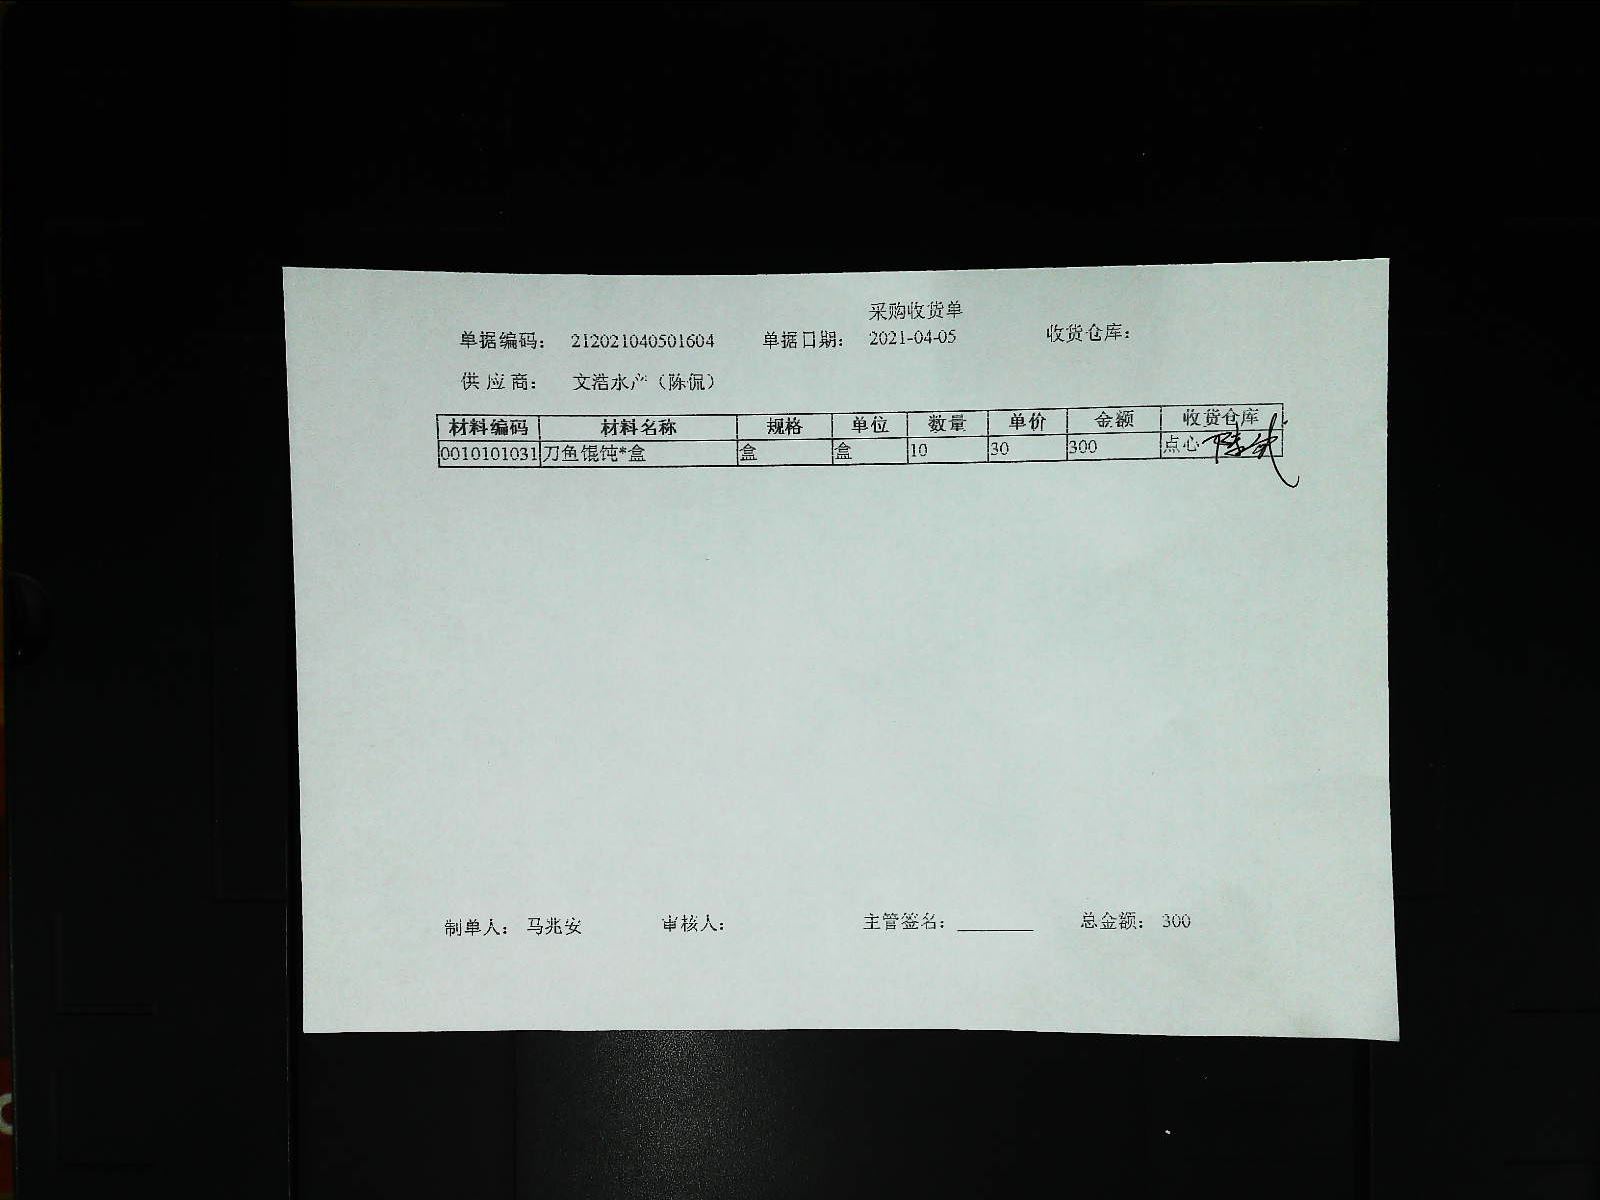 采购收货单
单据编码： 212021040501604 单据日期： 2021-04-05 收货仓库：
供应商： 文浩水产（陈侃）
材料编码 材料名称 规格 单位 数量 单价 金额 收货仓库
0010101031 刀鱼馄饨*盒 盒 盒 10 30 300 点心
制单人： 马兆安 审核人： 主管签名：________ 总金额： 300